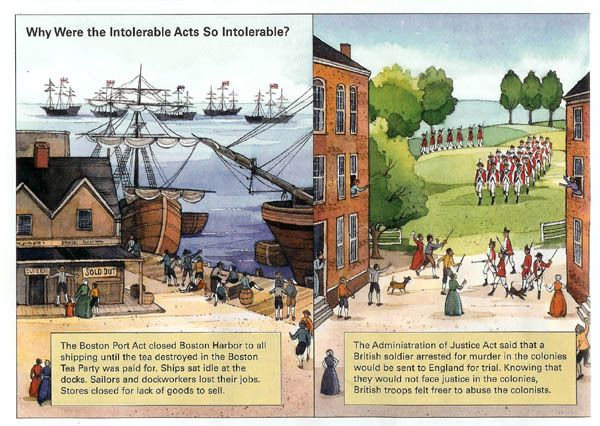 Why Were the Intolerable Acts So Intolerable?
SOLD OUT
The Boston Port Act closed Boston Harbor to all
shipping until the tea destroyed in the Boston
Tea Party was paid for. Ships sat idle at the
docks. Sailors and dockworkers lost their jobs.
Stores closed for lack of goods to sell.
The Administration of Justice Act said that a
British soldier arrested for murder in the colonies
would be sent to England for trial. Knowing that
they would not face justice in the colonies,
British troops felt freer to abuse the colonists.